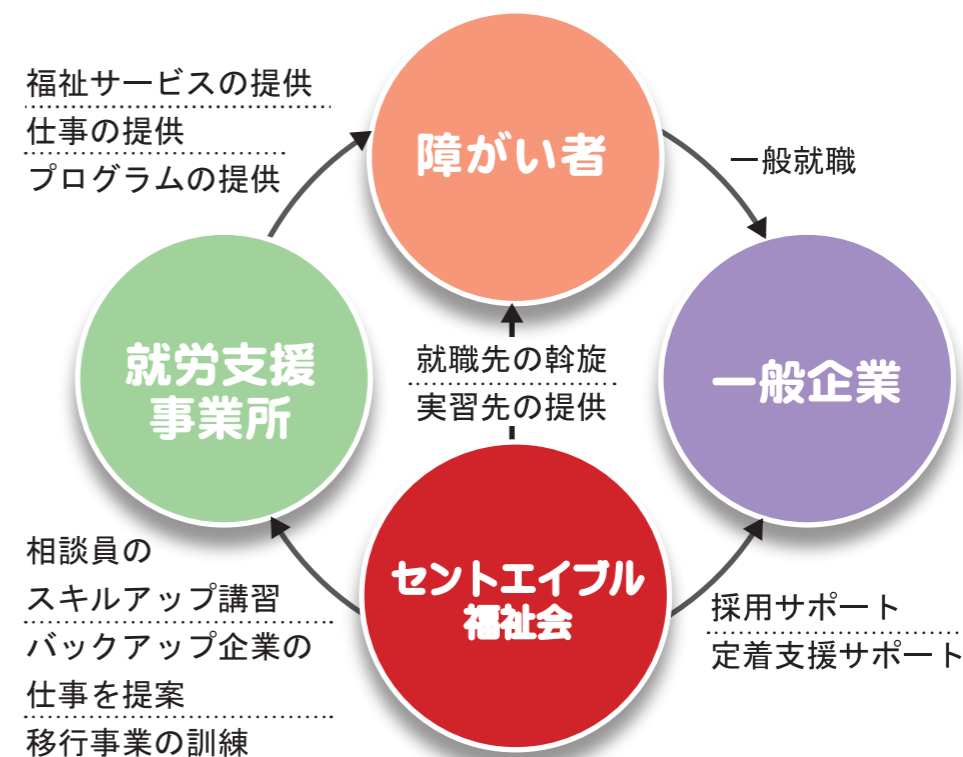 福祉サービスの提供
仕事の提供
プログラムの提供
障がい者
一般就職
就労支援
事業所
就職先の斡旋
実習先の提供
一般企業
セントエイブル
福祉会
相談員の
スキルアップ講習
バックアップ企業の
仕事を提案
移行事業の訓練
採用サポート
定着支援サポート